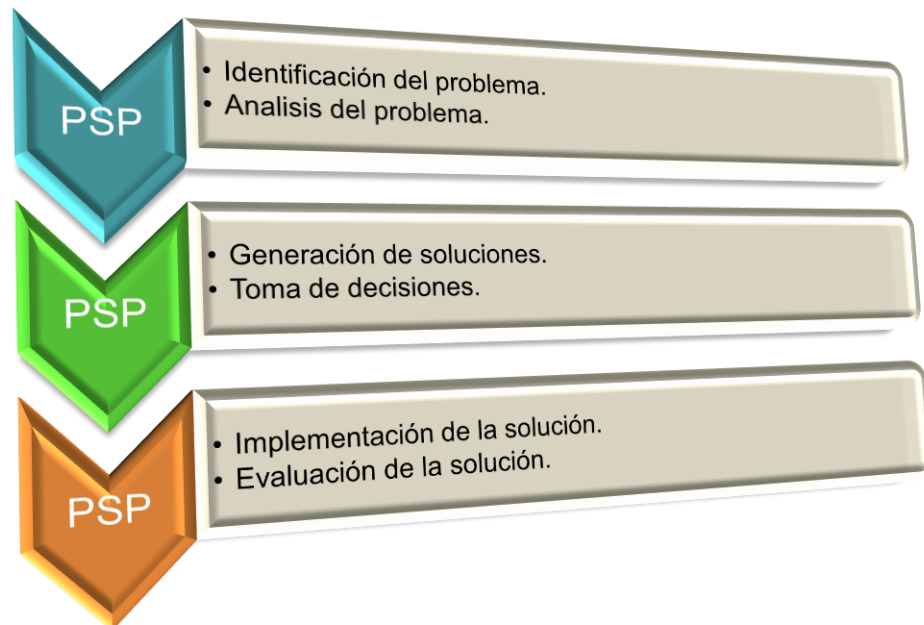 PSP
• Identificación del problema.
• Analisis del problema.
PSP
• Generación de soluciones.
• Toma de decisiones.
PSP
• Implementación de la solución.
• Evaluación de la solución.